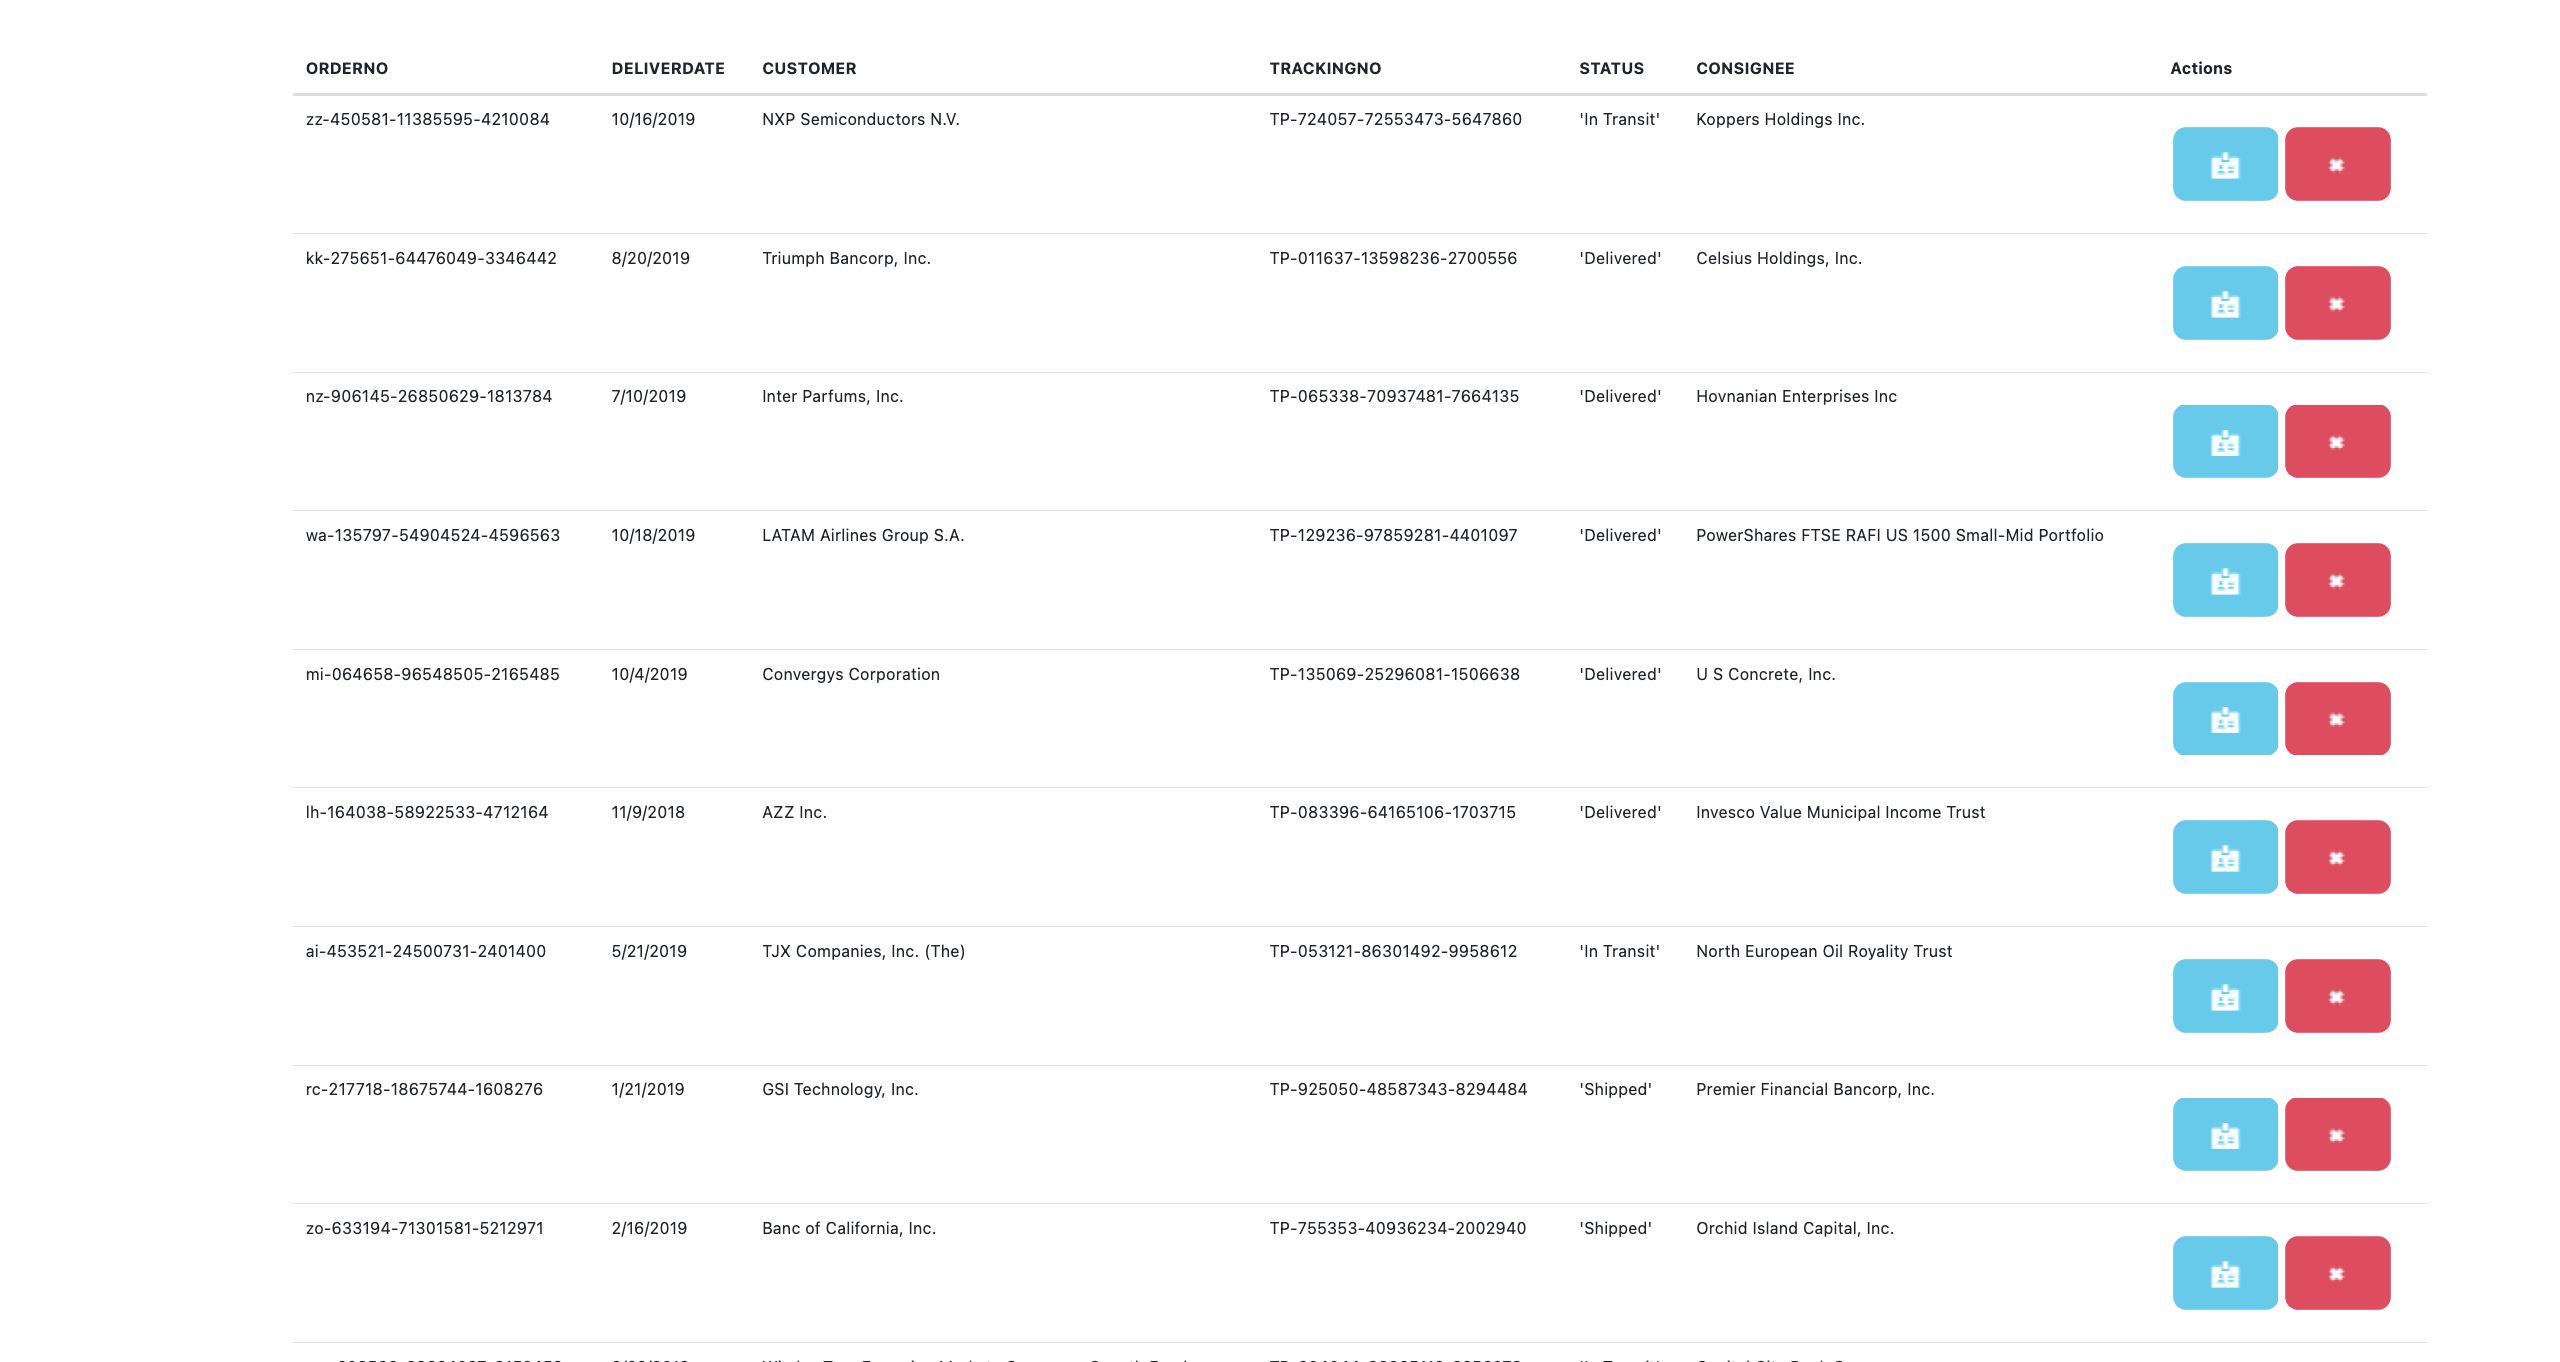 ORDERNO DELIVERDATE CUSTOMER TRACKINGNO STATUS CONSIGNEE Actions
zz-450581-11385595-4210084 10/16/2019 NXP Semiconductors N.V. TP-724057-72553473-5647860 'In Transit' Koppers Holdings Inc.
kk-275651-64476049-3346442 8/20/2019 Triumph Bancorp, Inc. TP-011637-13598236-2700556 'Delivered' Celsius Holdings, Inc.
nz-906145-26850629-1813784 7/10/2019 Inter Parfums, Inc. TP-065338-70937481-7664135 'Delivered' Hovnanian Enterprises Inc
wa-135797-54904524-4596563 10/18/2019 LATAM Airlines Group S.A. TP-129236-97859281-4401097 'Delivered' PowerShares FTSE RAFI US 1500 Small-Mid Portfolio
mi-064658-96548505-2165485 10/4/2019 Convergys Corporation TP-135069-25296081-1506638 'Delivered' U S Concrete, Inc.
lh-164038-58922533-4712164 11/9/2018 AZZ Inc. TP-083396-64165106-1703715 'Delivered' Invesco Value Municipal Income Trust
ai-453521-24500731-2401400 5/21/2019 TJX Companies, Inc. (The) TP-053121-86301492-9958612 'In Transit' North European Oil Royality Trust
rc-217718-18675744-1608276 1/21/2019 GSI Technology, Inc. TP-925050-48587343-8294484 'Shipped' Premier Financial Bancorp, Inc.
zo-633194-71301581-5212971 2/16/2019 Banc of California, Inc. TP-755353-40936234-2002940 'Shipped' Orchid Island Capital, Inc.